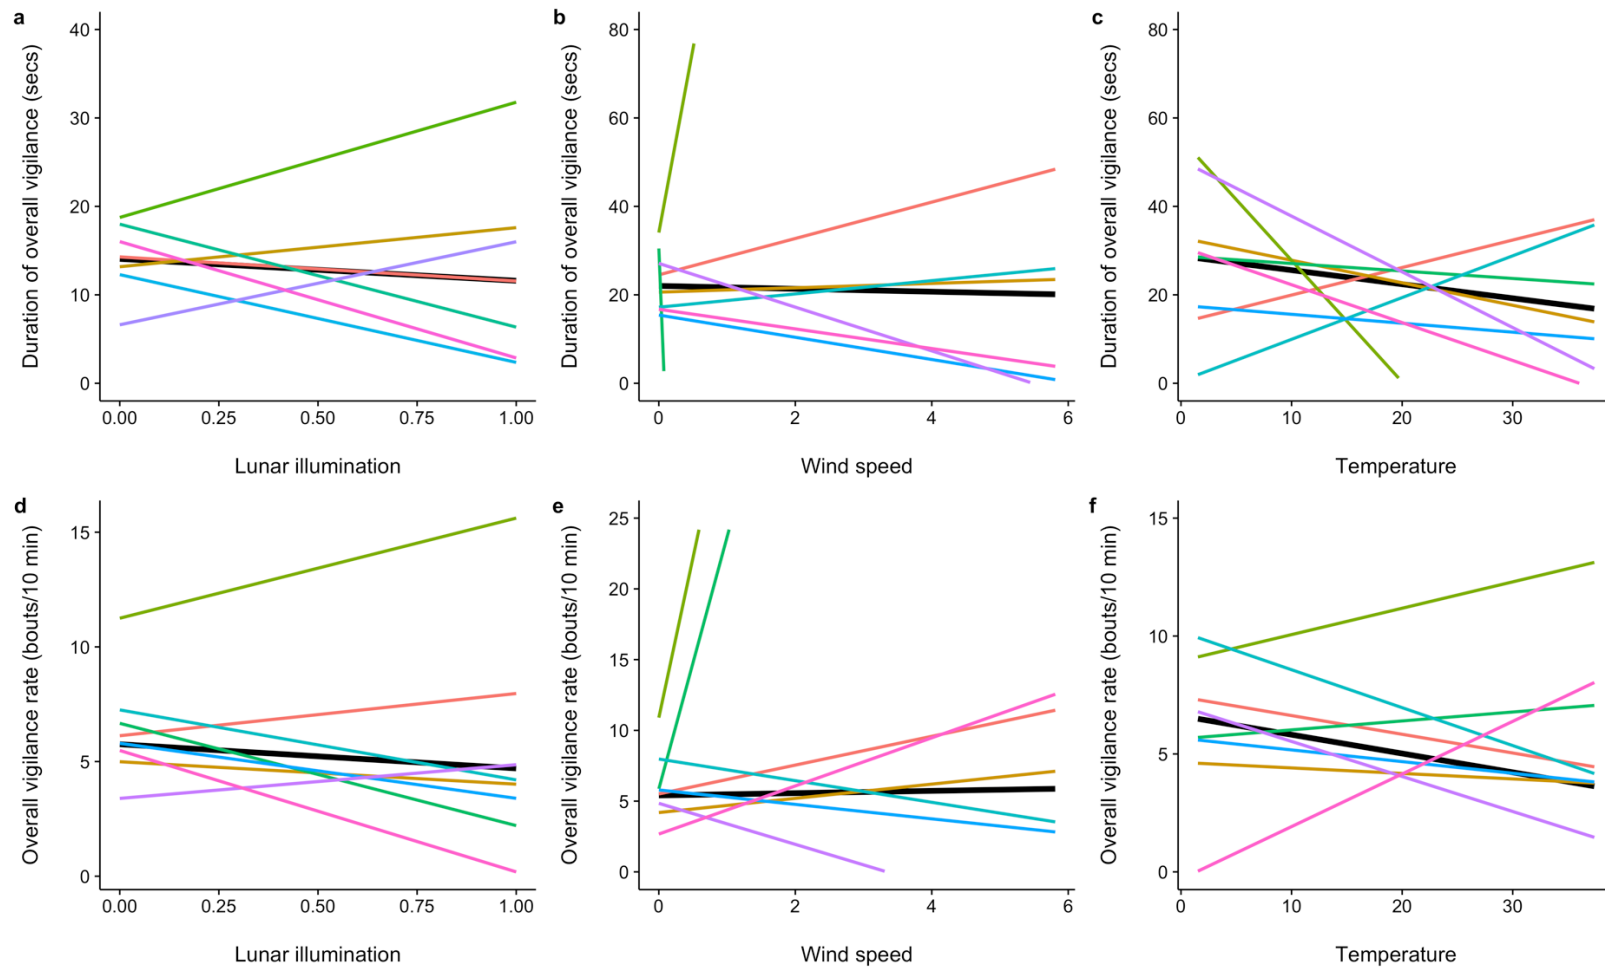 a
Duration of overall vigilance (secs)
40
30
20
10
0
0.00 0.25 0.50 0.75 1.00
Lunar illumination
b
Duration of overall vigilance (secs)
80
60
40
20
0
0 2 4 6
Wind speed
c
Duration of overall vigilance (secs)
80
60
40
20
0
0 10 20 30
Temperature
d
Overall vigilance rate (bouts/10 min)
15
10
5
0
0.00 0.25 0.50 0.75 1.00
Lunar illumination
e
Overall vigilance rate (bouts/10 min)
25
20
15
10
5
0
0 2 4 6
Wind speed
f
Overall vigilance rate (bouts/10 min)
15
10
5
0
0 10 20 30
Temperature